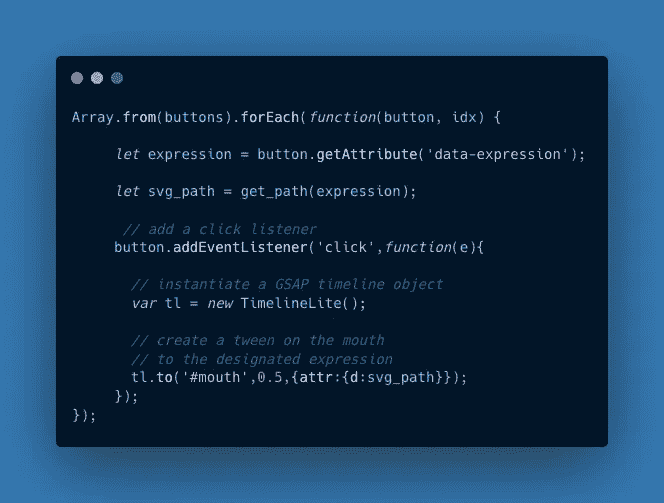 Array.from(buttons).forEach(function(button, idx) {
let expression = button.getAttribute('data-expression');
let svg_path = get_path(expression);
// add a click listener
button.addEventListener('click',function(e){
// instantiate a GSAP timeline object
var tl = new TimelineLite();
// create a tween on the mouth
// to the designated expression
tl.to('#mouth',0.5,{attr:{d:svg_path}});
});
});